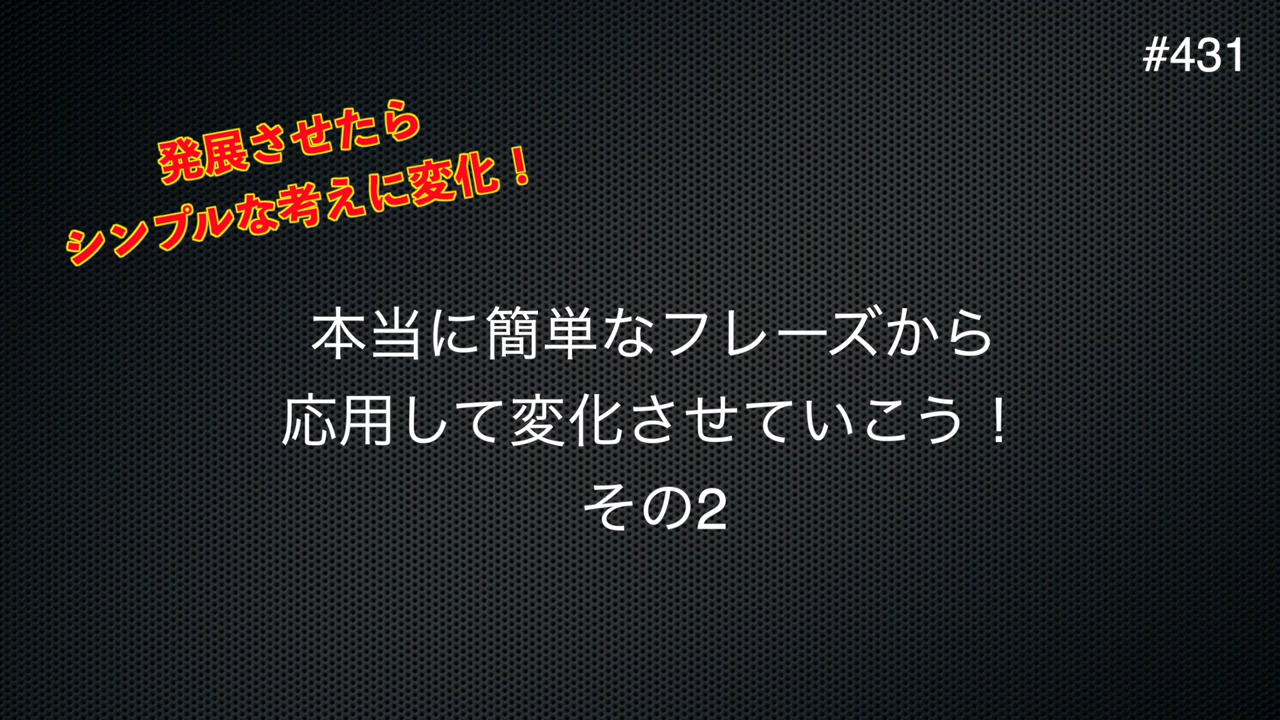 #431
発展させたら
シンプルな考えに変化！
本当に簡単なフレーズから
応用して変化させていこう！
その2